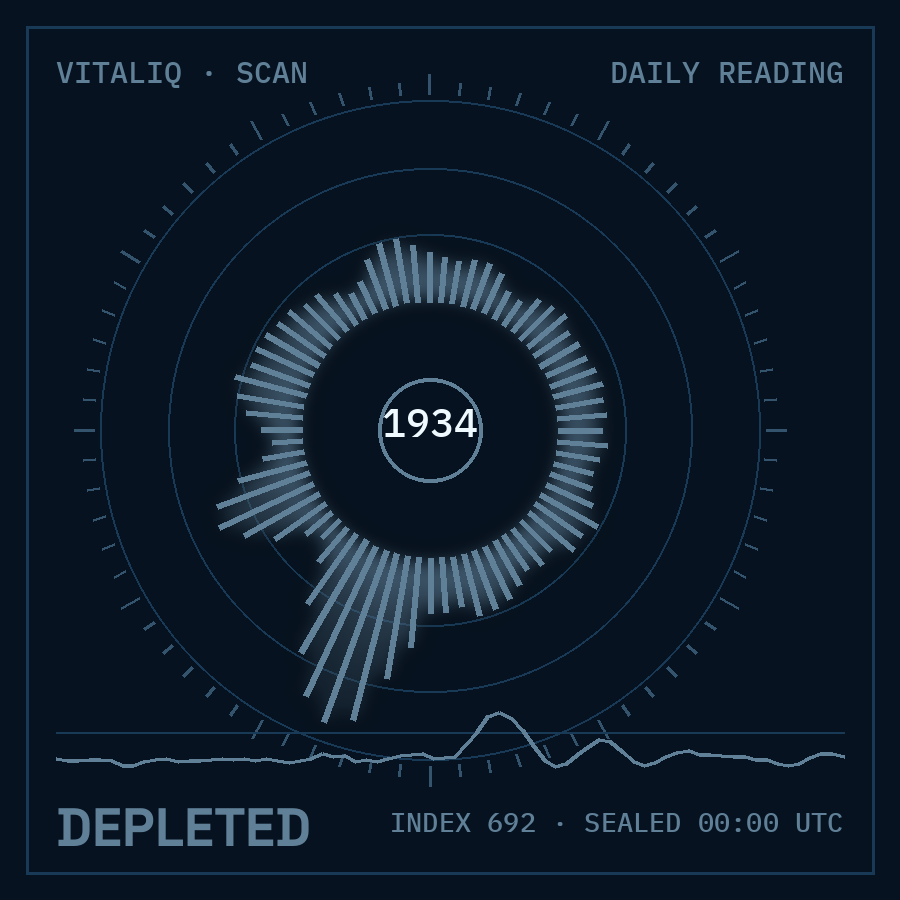 VITALIQ · SCAN
DAILY READING
1934
DEPLETED
INDEX 692 · SEALED 00:00 UTC